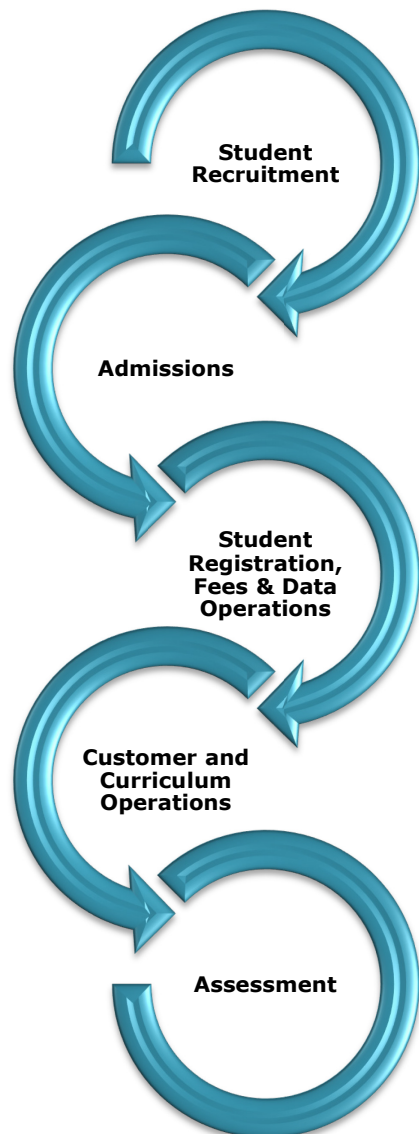 Student
Recruitment
Admissions
Student
Registration,
Fees & Data
Operations
Customer and
Curriculum
Operations
Assessment